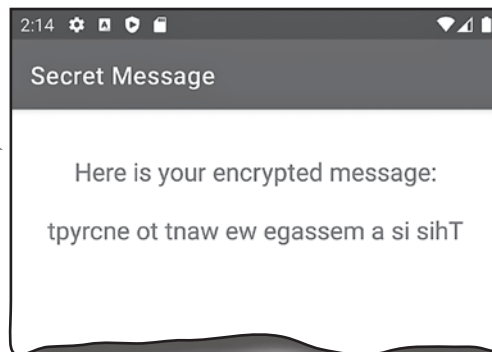 2:14
Secret Message
Here is your encrypted message:
tpyrcne ot tnaw ew egassem a si sihT